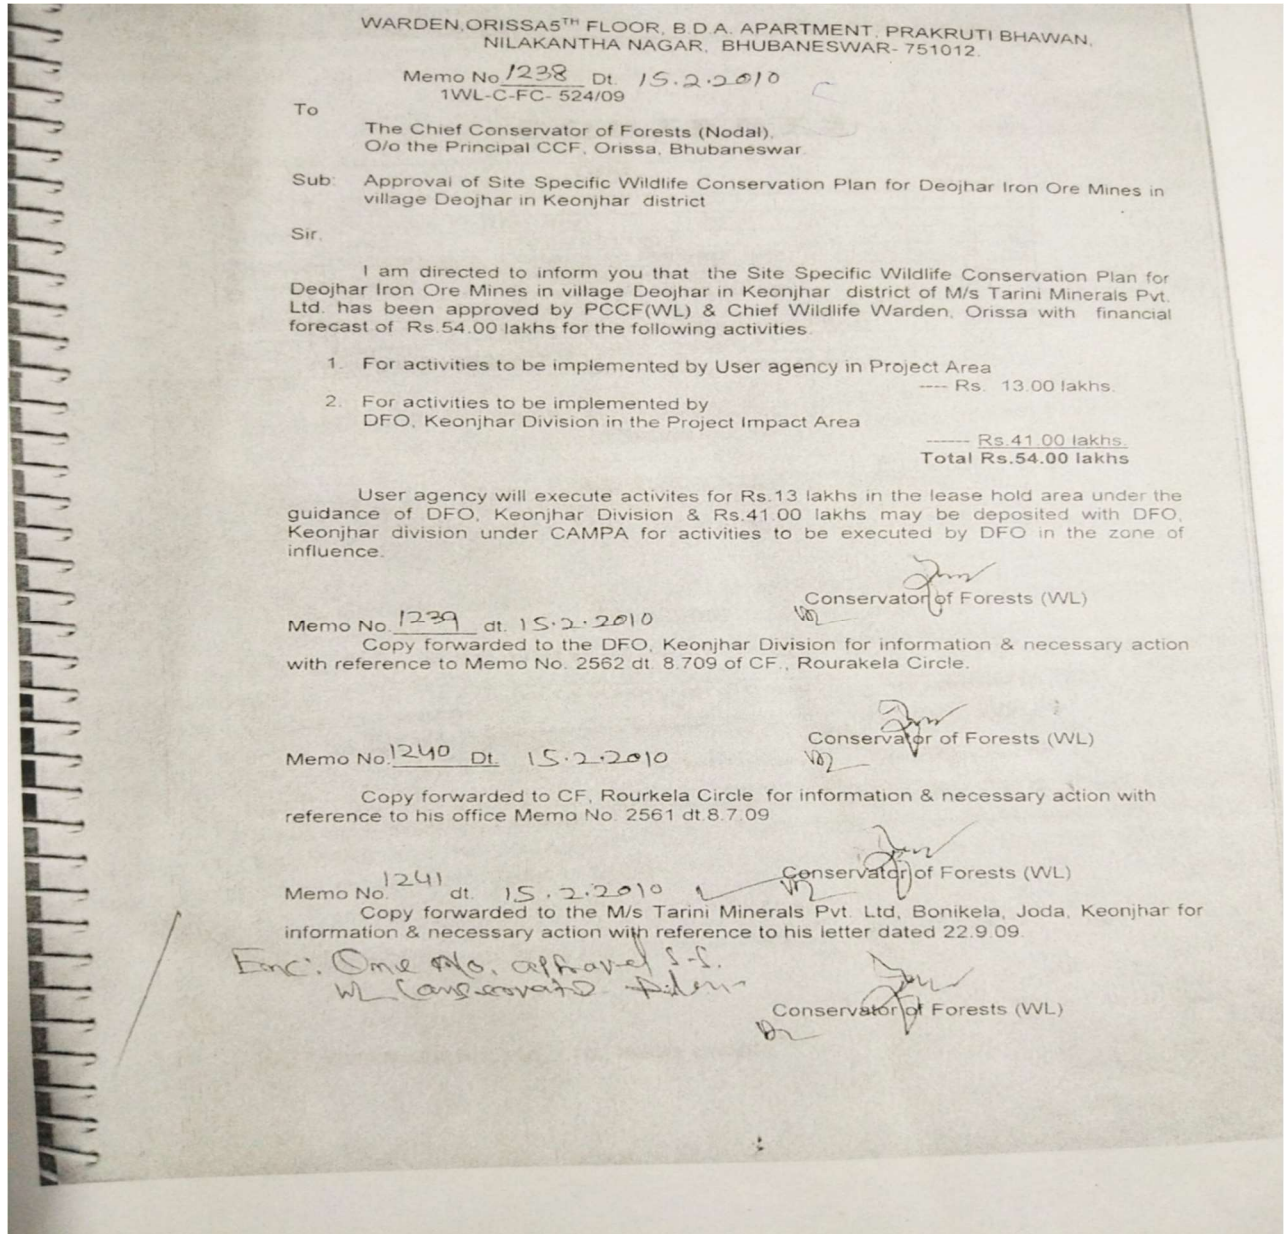 WARDEN,ORISSA5TH FLOOR, B.D.A. APARTMENT, PRAKRUTI BHAWAN,
NILAKANTHA NAGAR, BHUBANESWAR- 751012.
Memo No 1238 Dt. 15.2.2010
1WL-C-FC- 524/09
To
The Chief Conservator of Forests (Nodal),
O/o the Principal CCF, Orissa, Bhubaneswar.
Sub: Approval of Site Specific Wildlife Conservation Plan for Deojhar Iron Ore Mines in
village Deojhar in Keonjhar district
Sir,
I am directed to inform you that the Site Specific Wildlife Conservation Plan for
Deojhar Iron Ore Mines in village Deojhar in Keonjhar district of M/s Tarini Minerals Pvt.
Ltd. has been approved by PCCF(WL) & Chief Wildlife Warden, Orissa with financial
forecast of Rs.54.00 lakhs for the following activities.
1. For activities to be implemented by User agency in Project Area
---- Rs. 13.00 lakhs.
2. For activities to be implemented by
DFO, Keonjhar Division in the Project Impact Area
------ Rs.41.00 lakhs.
Total Rs.54.00 lakhs
User agency will execute activites for Rs.13 lakhs in the lease hold area under the
guidance of DFO, Keonjhar Division & Rs.41.00 lakhs may be deposited with DFO,
Keonjhar division under CAMPA for activities to be executed by DFO in the zone of
influence.
Conservator of Forests (WL)
Memo No. 1239 dt. 15.2.2010
Copy forwarded to the DFO, Keonjhar Division for information & necessary action
with reference to Memo No. 2562 dt. 8.709 of CF., Rourakela Circle.
Conservator of Forests (WL)
Memo No. 1240 Dt. 15.2.2010
Copy forwarded to CF, Rourkela Circle for information & necessary action with
reference to his office Memo No. 2561 dt.8.7.09
Conservator of Forests (WL)
Memo No. 1241 dt. 15.2.2010
Copy forwarded to the M/s Tarini Minerals Pvt. Ltd, Bonikela, Joda, Keonjhar for
information & necessary action with reference to his letter dated 22.9.09.
Enc: One No. S.S.
WL
Conservator of Forests (WL)